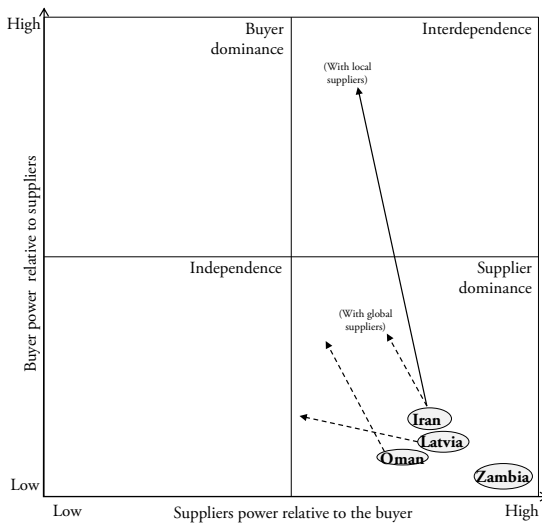 High
Buyer
dominance
Interdependence
(With local
suppliers)
Buyer power relative to suppliers
Independence
Supplier
dominance
(With global
suppliers)
Iran
Latvia
Oman
Zambia
Low
Low
Suppliers power relative to the buyer
High